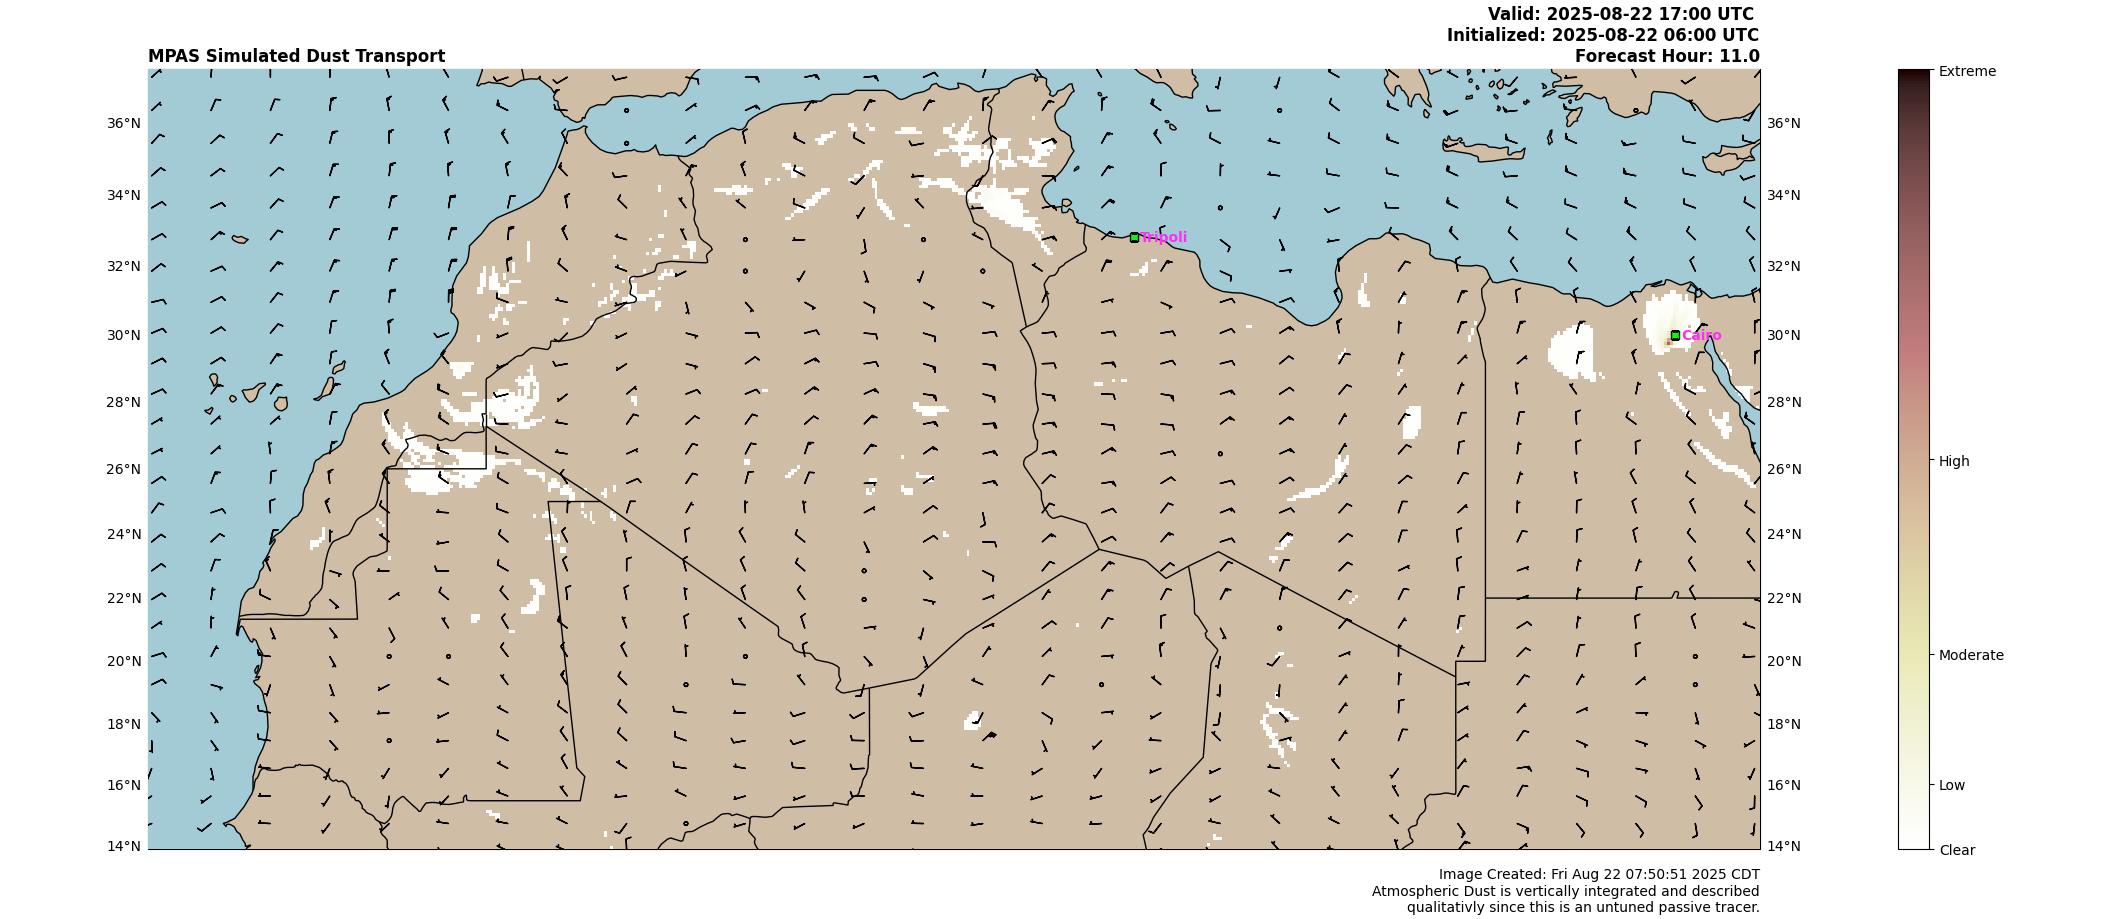 Valid: 2025-08-22 17:00 UTC
Initialized: 2025-08-22 06:00 UTC
MPAS Simulated Dust Transport
Forecast Hour: 11.0
Extreme
36°N
36°N
34°N
34°N
Tripoli
32°N
32°N
30°N
Cairo
30°N
28°N
28°N
26°N
26°N
High
24°N
24°N
22°N
22°N
20°N
20°N
Moderate
18°N
18°N
16°N
16°N
Low
14°N
14°N
Clear
Image Created: Fri Aug 22 07:50:51 2025 CDT
Atmospheric Dust is vertically integrated and described
qualitativly since this is an untuned passive tracer.